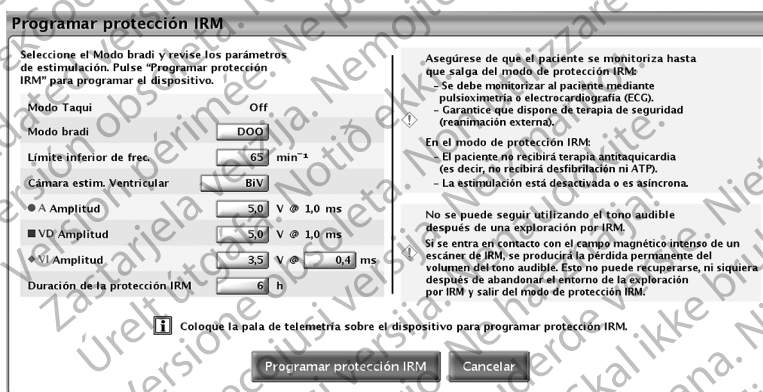 Programar protección IRM
Seleccione el Modo bradi y revise los parámetros
de estimulación. Pulse “Programar protección
IRM” para programar el dispositivo.
Modo Taqui Off
Modo bradi DOO
Límite inferior de frec. 65 min⁻¹
Cámara estim. Ventricular BiV
A Amplitud 5,0 V @ 1,0 ms
VD Amplitud 5,0 V @ 1,0 ms
VI Amplitud 3,5 V @ 0,4 ms
Duración de la protección IRM 6 h
Asegúrese de que el paciente se monitoriza hasta
que salga del modo de protección IRM:
- Se debe monitorizar al paciente mediante
pulsioximetría o electrocardiografía (ECG).
- Garantice que dispone de terapia de seguridad
(reanimación externa).
En el modo de protección IRM:
- El paciente no recibirá terapia antitaquicardia
(es decir, no recibirá desfibrilación ni ATP).
- La estimulación está desactivada o es asíncrona.
No se puede seguir utilizando el tono audible
después de una exploración por IRM.
Si se entra en contacto con el campo magnético intenso de un
escáner de IRM, se producirá la pérdida permanente del
volumen del tono audible. Esto no puede recuperarse, ni siquiera
después de abandonar el entorno de la exploración
por IRM y salir del modo de protección IRM.
Coloque la pala de telemetría sobre el dispositivo para programar protección IRM.
Programar protección IRM Cancelar